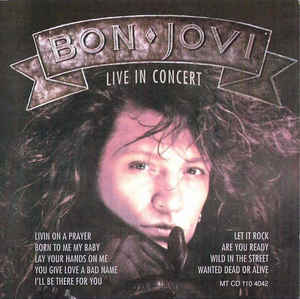 BON • JOVI
LIVE IN CONCERT
LIVIN ON A PRAYER
BORN TO ME MY BABY
LAY YOUR HANDS ON ME
YOU GIVE LOVE A BAD NAME
I'LL BE THERE FOR YOU
LET IT ROCK
ARE YOU READY
WILD IN THE STREET
WANTED DEAD OR ALIVE
MT CD 110 4042